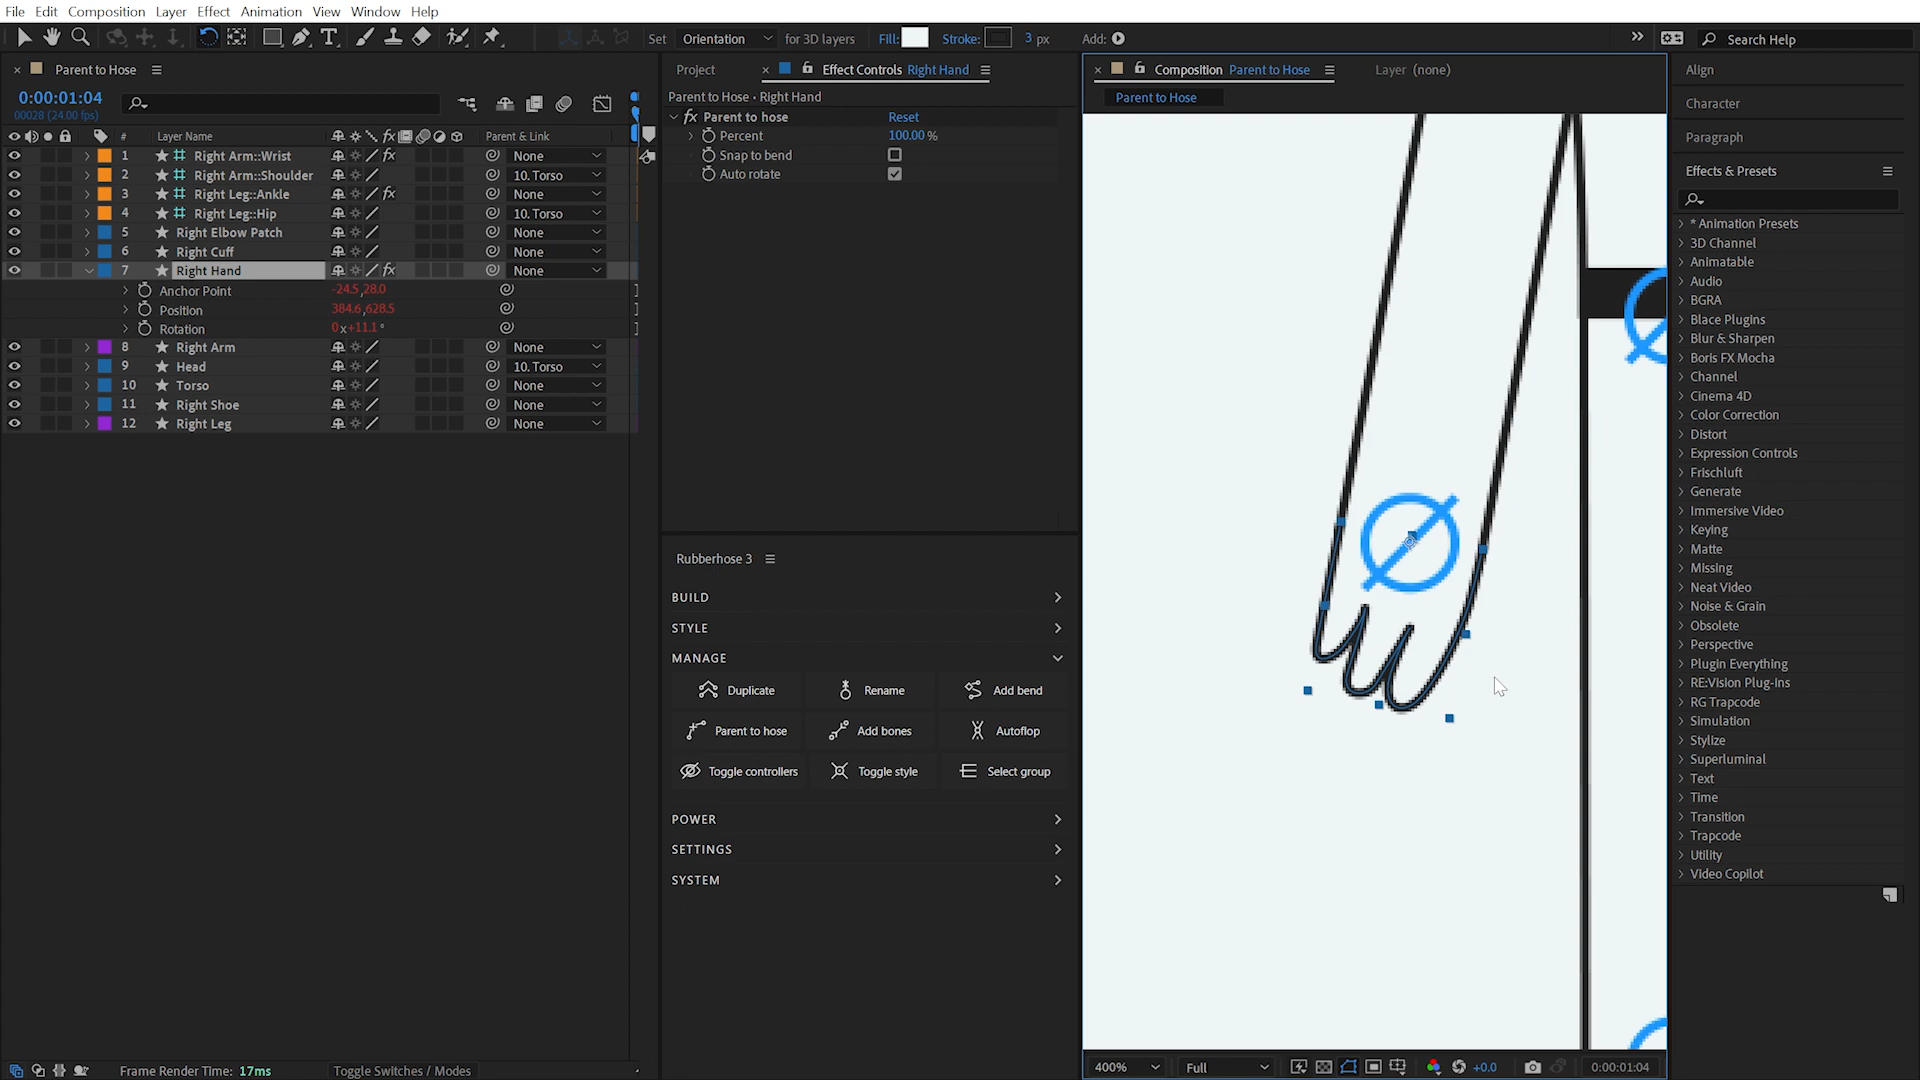 File Edit Composition Layer Effect Animation View Window Help
Set Orientation for 3D layers Fill: Stroke: 3 px Add: Search Help
Parent to Hose
0:00:01:04
00028 (24.00 fps)
# Layer Name Parent & Link
1 Right Arm::Wrist None
2 Right Arm::Shoulder 10. Torso
3 Right Leg::Ankle None
4 Right Leg::Hip 10. Torso
5 Right Elbow Patch None
6 Right Cuff None
7 Right Hand None
Anchor Point -24.5,28.0
Position 384.6,628.5
Rotation 0x+11.1°
8 Right Arm None
9 Head 10. Torso
10 Torso None
11 Right Shoe None
12 Right Leg None
Frame Render Time: 17ms Toggle Switches / Modes
Project Effect Controls Right Hand
Parent to Hose • Right Hand
fx Parent to hose Reset
Percent 100.00 %
Snap to bend
Auto rotate
Rubberhose 3
BUILD
STYLE
MANAGE
Duplicate Rename Add bend
Parent to hose Add bones Autoflop
Toggle controllers Toggle style Select group
POWER
SETTINGS
SYSTEM
Composition Parent to Hose Layer (none)
Parent to Hose
400% Full +0.0 0:00:01:04
Align
Character
Paragraph
Effects & Presets
* Animation Presets
3D Channel
Animatable
Audio
BGRA
Blace Plugins
Blur & Sharpen
Boris FX Mocha
Channel
Cinema 4D
Color Correction
Distort
Expression Controls
Frischluft
Generate
Immersive Video
Keying
Matte
Missing
Neat Video
Noise & Grain
Obsolete
Perspective
Plugin Everything
RE:Vision Plug-ins
RG Trapcode
Simulation
Stylize
Superluminal
Text
Time
Transition
Trapcode
Utility
Video Copilot